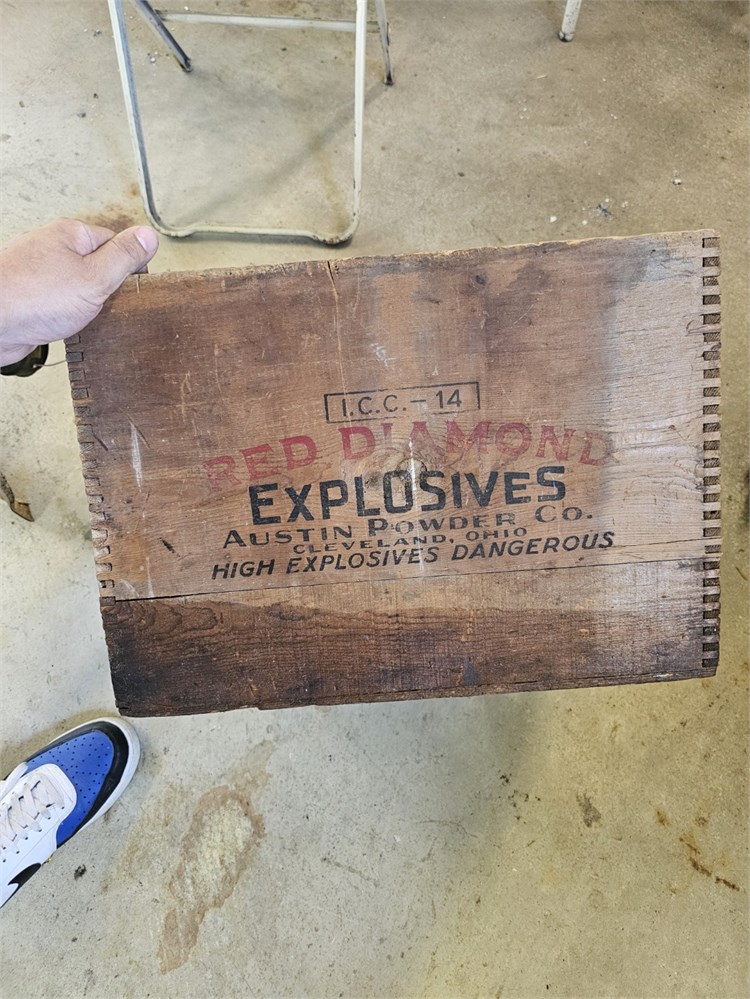 I.C.C. - 14
RED DIAMOND
EXPLOSIVES
AUSTIN POWDER CO.
CLEVELAND, OHIO
HIGH EXPLOSIVES DANGEROUS